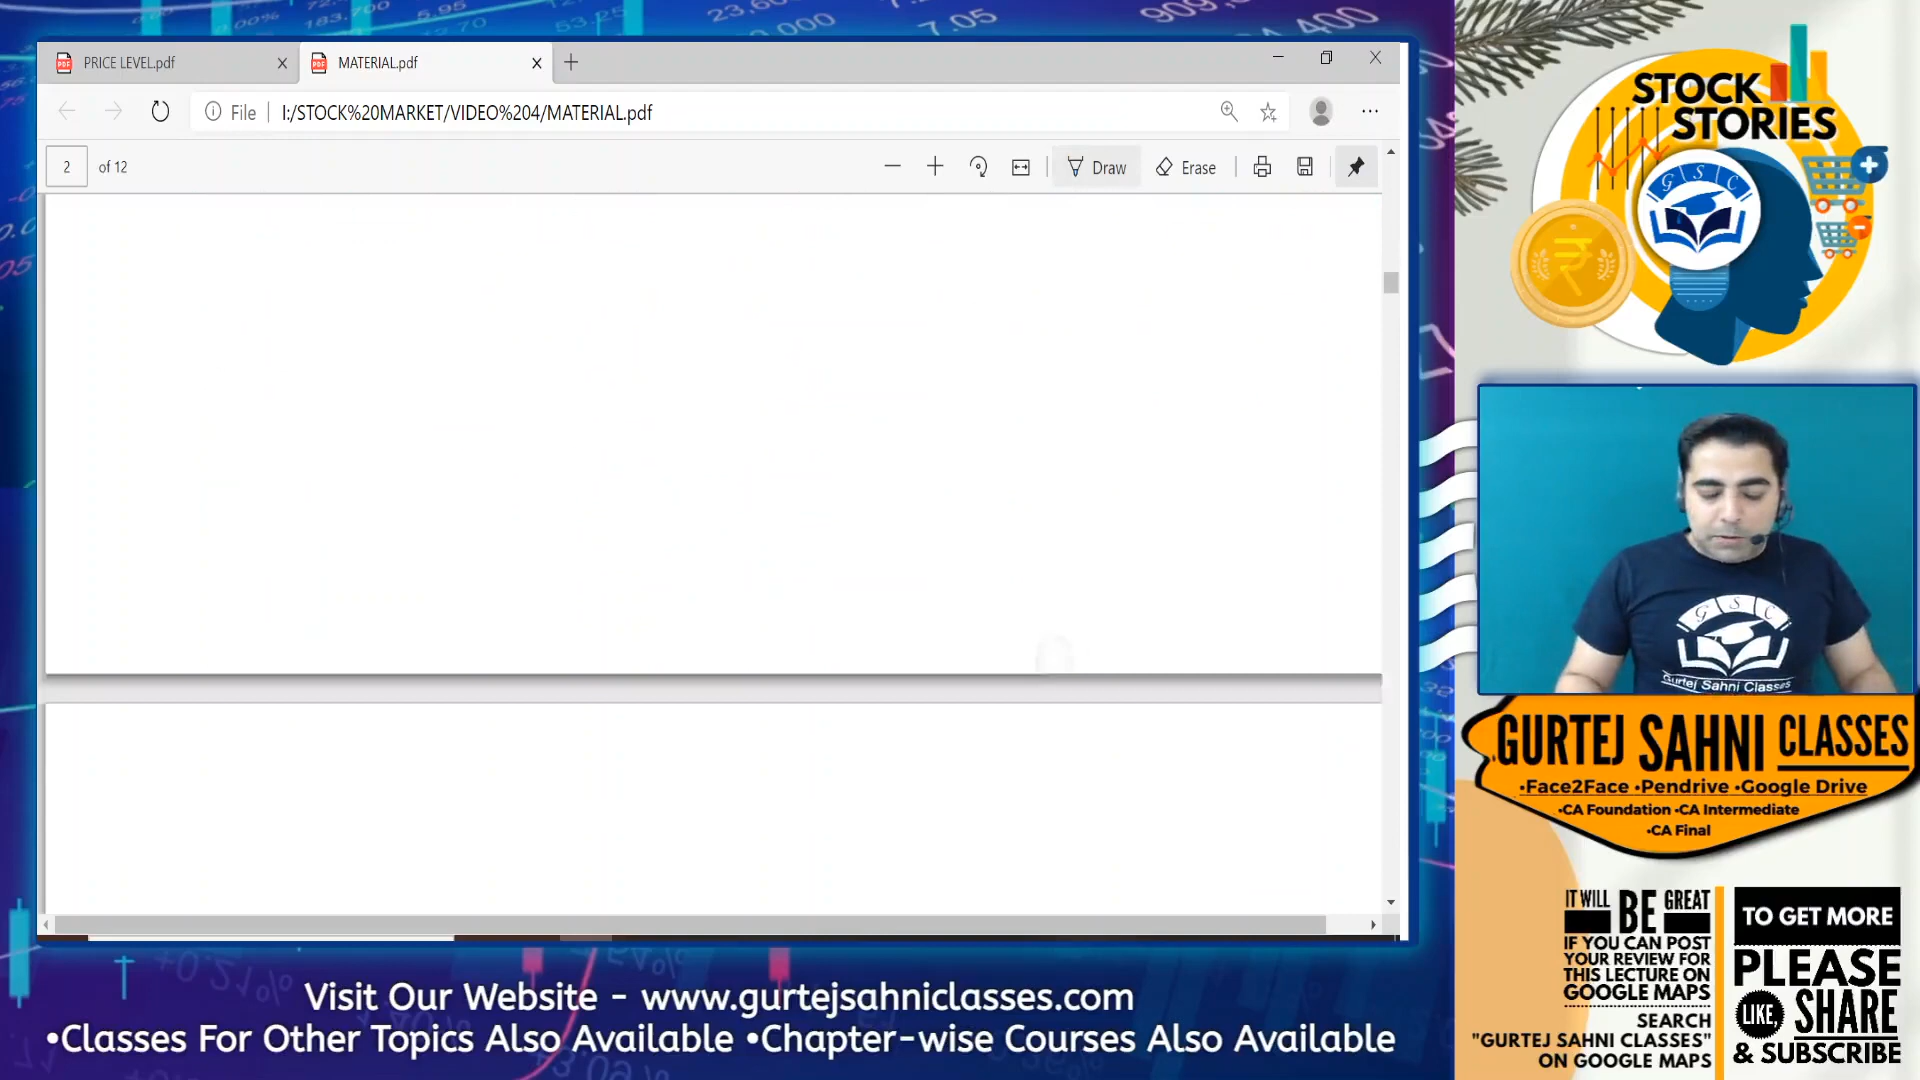 PRICE LEVEL.pdf
MATERIAL.pdf
File
I:/STOCK%20MARKET/VIDEO%204/MATERIAL.pdf
2 of 12
Draw
Erase
STOCK
STORIES
G S C
G S C
Gurtej Sahni Classes
GURTEJ SAHNI CLASSES
•Face2Face •Pendrive •Google Drive
•CA Foundation •CA Intermediate
•CA Final
IT WILL BE GREAT
IF YOU CAN POST
YOUR REVIEW FOR
THIS LECTURE ON
GOOGLE MAPS
SEARCH
"GURTEJ SAHNI CLASSES"
ON GOOGLE MAPS
TO GET MORE
PLEASE
LIKE, SHARE
& SUBSCRIBE
Visit Our Website - www.gurtejsahniclasses.com
•Classes For Other Topics Also Available •Chapter-wise Courses Also Available